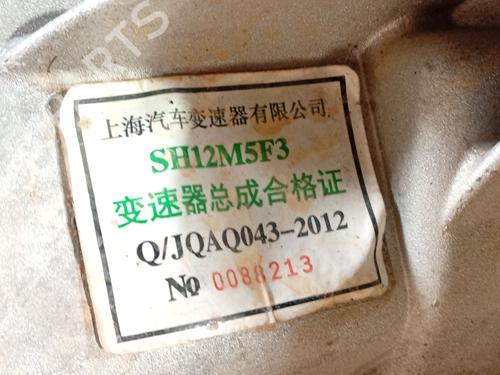 PARTS
上海汽车变速器有限公司
SH12M5F3
变速器总成合格证
Q/JQAQ043-2012
№ 0088213